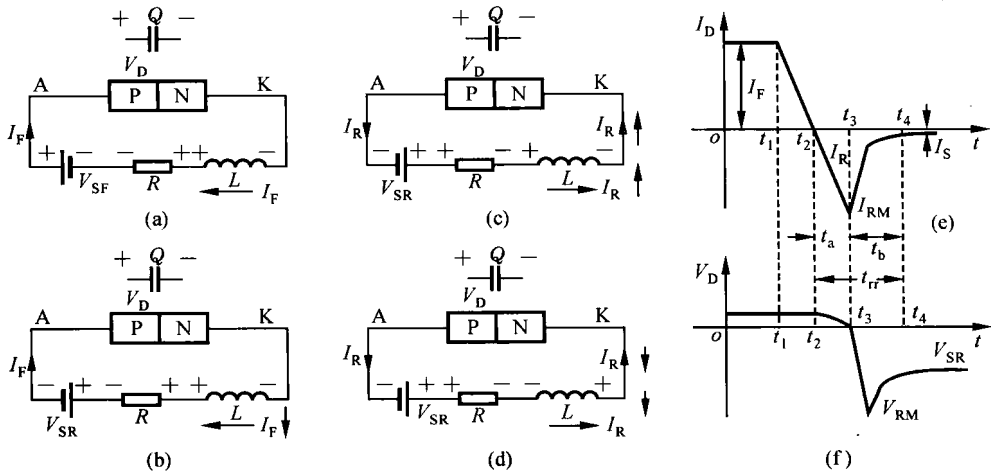 + Q −
V_D
A P N K
I_F
+ − − + + −
V_SF R L I_F
(a)
+ Q −
V_D
A P N K
I_F
− + − + + −
V_SR R L I_F
(b)
+ Q −
V_D
A P N K
I_R
− + + − + −
V_SR R L I_R
(c)
+ Q −
V_D
A P N K
I_R I_R
− + + − − +
V_SR R L I_R
(d)
I_D
I_F
t_3 t_4
o t_1 t_2 I_R I_S t
I_RM
(e)
t_a t_b
t_rr
V_D
t_3 t_4
o t_1 t_2 t
V_SR
V_RM
(f)
I_R